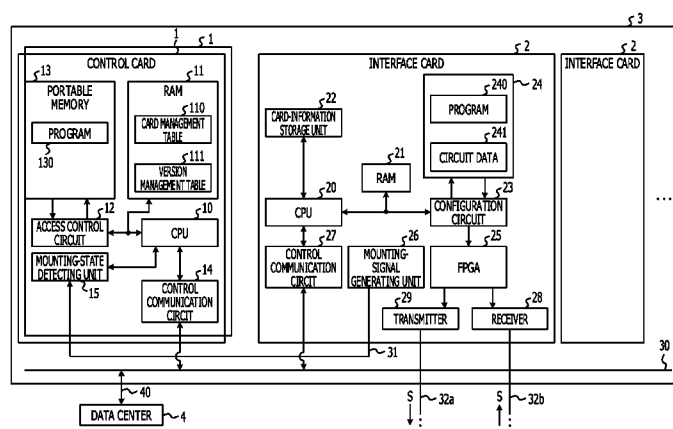 3
1
1
CONTROL CARD
13
PORTABLE
MEMORY
PROGRAM
130
11
RAM
110
CARD MANAGEMENT
TABLE
111
VERSION
MANAGEMENT TABLE
12
ACCESS CONTROL
CIRCUIT
10
CPU
MOUNTING-STATE
DETECTING UNIT
15
14
CONTROL
COMMUNICATION
CIRCIT
2
INTERFACE CARD
22
CARD-INFORMATION
STORAGE UNIT
24
240
PROGRAM
241
CIRCUIT DATA
21
RAM
20
CPU
23
CONFIGURATION
CIRCUIT
27
CONTROL
COMMUNICATION
CIRCIT
26
MOUNTING-
SIGNAL
GENERATING UNIT
25
FPGA
29
TRANSMITTER
28
RECEIVER
31
2
INTERFACE CARD
...
30
40
DATA CENTER
4
S
32a
S
32b